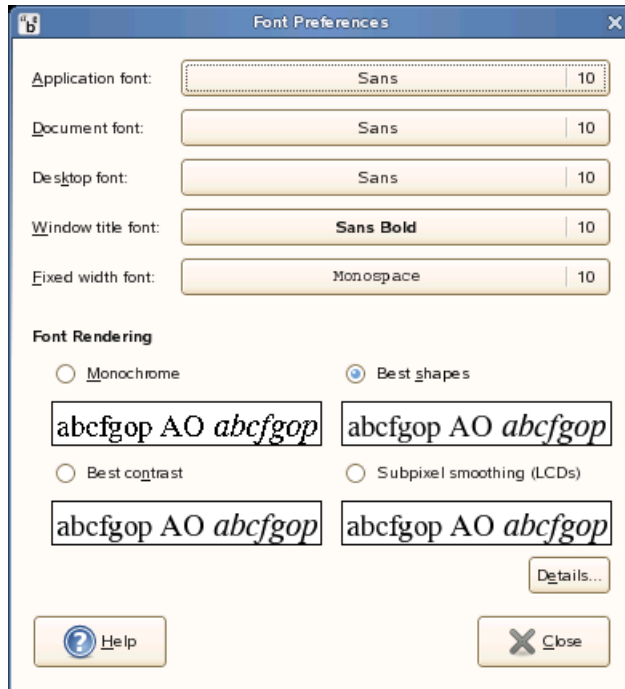 Font Preferences
Application font: Sans 10
Document font: Sans 10
Desktop font: Sans 10
Window title font: Sans Bold 10
Fixed width font: Monospace 10
Font Rendering
Monochrome Best shapes
abcfgop AO abcfgop abcfgop AO abcfgop
Best contrast Subpixel smoothing (LCDs)
abcfgop AO abcfgop abcfgop AO abcfgop
Details...
Help Close